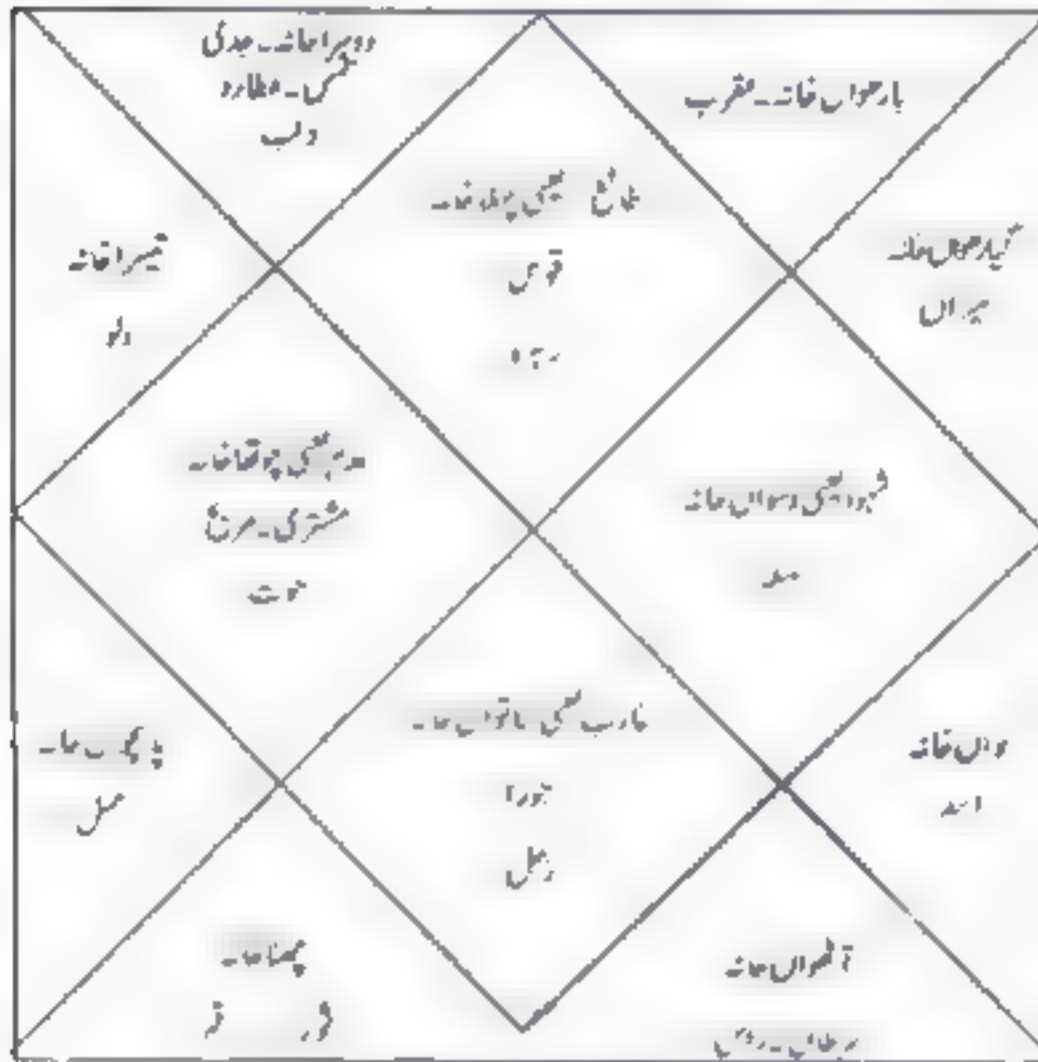 دوسرا خانہ۔ جدی
شمس۔ عطارد
ذنب
بارھواں خانہ۔ عقرب
طالع یعنی پہلا خانہ
قوس
زہرہ
تیسرا خانہ
دلو
گیارھواں خانہ
میزان
یعنی چوتھا خانہ
مشتری۔ مریخ
حوت
یعنی دسواں خانہ
غارب یعنی ساتواں خانہ
جوزا
زحل
پانچواں خانہ
حمل
نواں خانہ
اسد
چھٹا خانہ
ثور قمر
آٹھواں خانہ